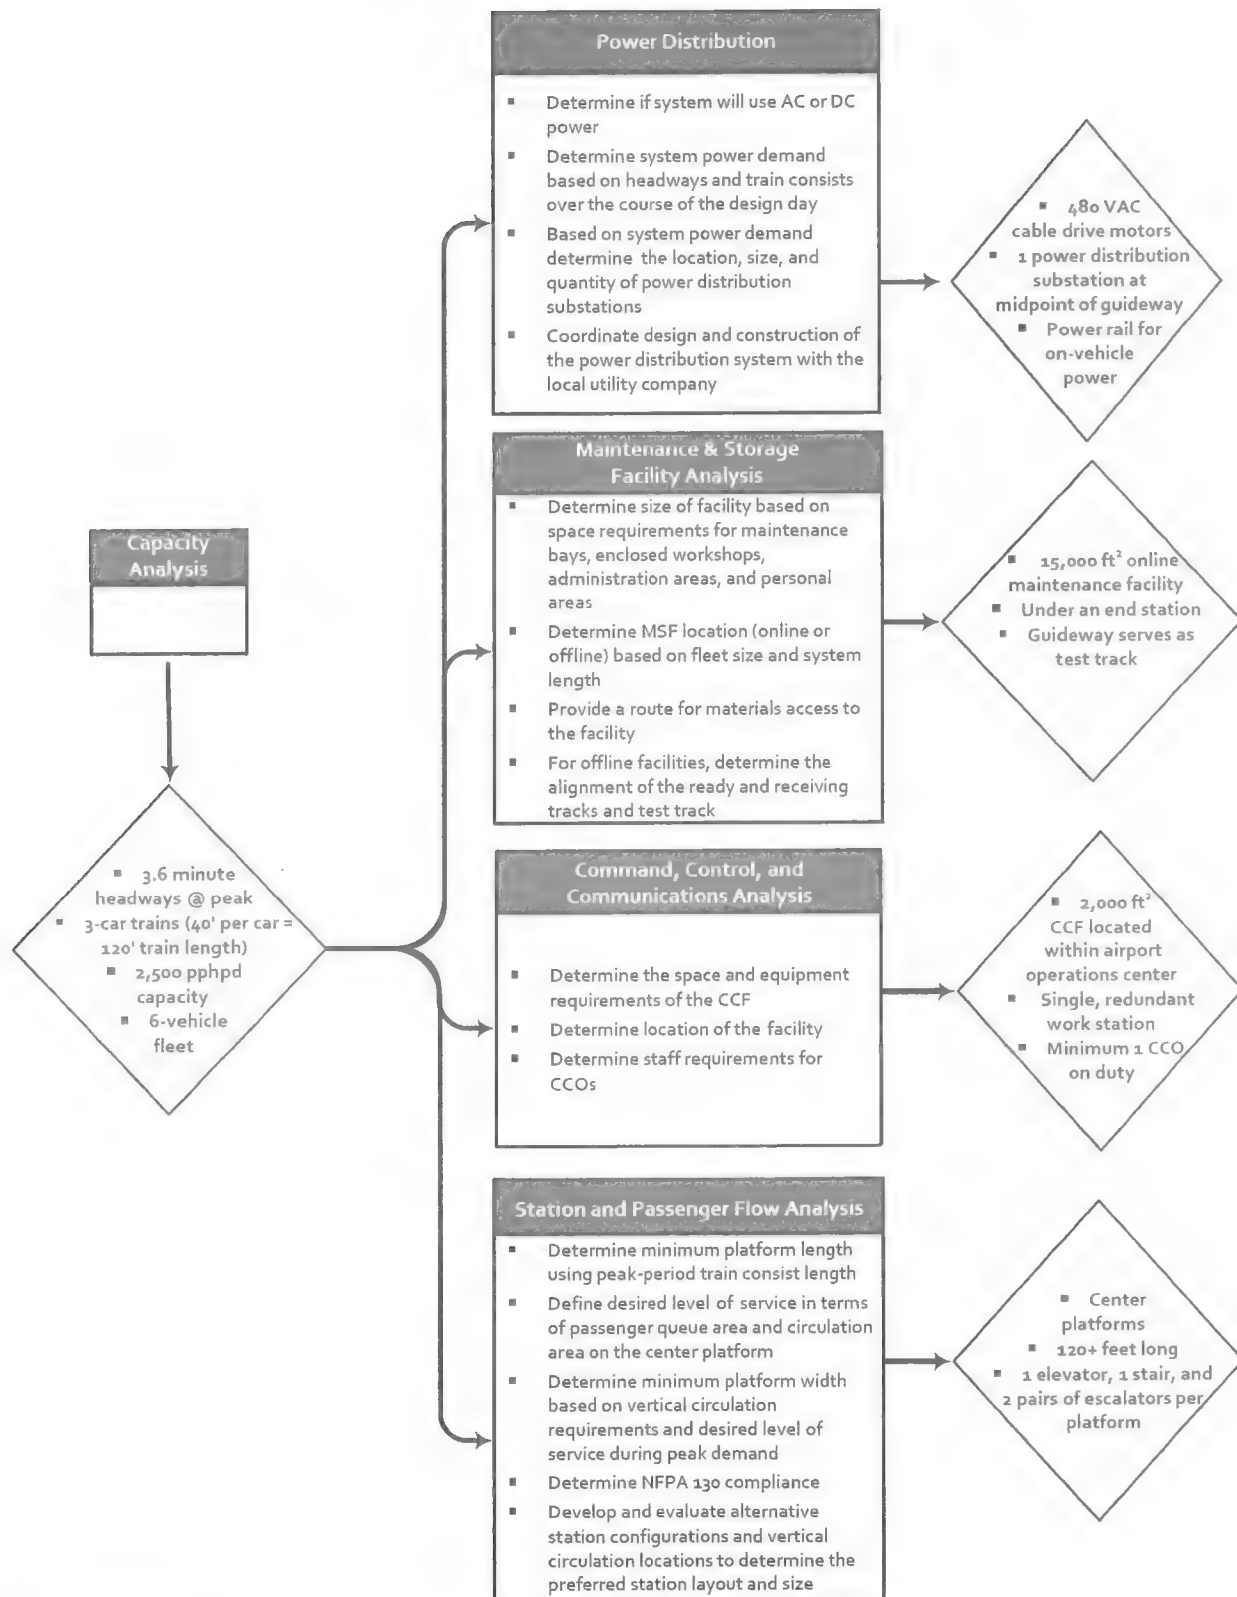 Power Distribution
▪ Determine if system will use AC or DC
power
▪ Determine system power demand
based on headways and train consists
over the course of the design day
▪ Based on system power demand
determine the location, size, and
quantity of power distribution
substations
▪ Coordinate design and construction of
the power distribution system with the
local utility company
▪ 480 VAC
cable drive motors
▪ 1 power distribution
substation at
midpoint of guideway
▪ Power rail for
on-vehicle
power
Maintenance & Storage
Facility Analysis
▪ Determine size of facility based on
space requirements for maintenance
bays, enclosed workshops,
administration areas, and personal
areas
▪ Determine MSF location (online or
offline) based on fleet size and system
length
▪ Provide a route for materials access to
the facility
▪ For offline facilities, determine the
alignment of the ready and receiving
tracks and test track
▪ 15,000 ft² online
maintenance facility
▪ Under an end station
▪ Guideway serves as
test track
Capacity
Analysis
▪ 3.6 minute
headways @ peak
▪ 3-car trains (40' per car =
120' train length)
▪ 2,500 pphpd
capacity
▪ 6-vehicle
fleet
Command, Control, and
Communications Analysis
▪ Determine the space and equipment
requirements of the CCF
▪ Determine location of the facility
▪ Determine staff requirements for
CCOs
▪ 2,000 ft²
CCF located
within airport
operations center
▪ Single, redundant
work station
▪ Minimum 1 CCO
on duty
Station and Passenger Flow Analysis
▪ Determine minimum platform length
using peak-period train consist length
▪ Define desired level of service in terms
of passenger queue area and circulation
area on the center platform
▪ Determine minimum platform width
based on vertical circulation
requirements and desired level of
service during peak demand
▪ Determine NFPA 130 compliance
▪ Develop and evaluate alternative
station configurations and vertical
circulation locations to determine the
preferred station layout and size
▪ Center
platforms
▪ 120+ feet long
▪ 1 elevator, 1 stair, and
2 pairs of escalators per
platform